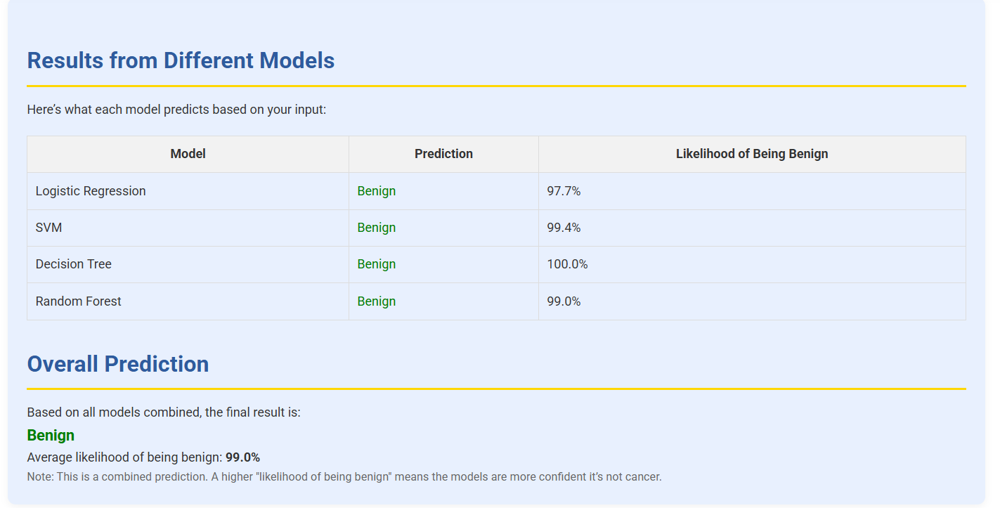 Results from Different Models
Here’s what each model predicts based on your input:
Model Prediction Likelihood of Being Benign
Logistic Regression Benign 97.7%
SVM Benign 99.4%
Decision Tree Benign 100.0%
Random Forest Benign 99.0%
Overall Prediction
Based on all models combined, the final result is:
Benign
Average likelihood of being benign: 99.0%
Note: This is a combined prediction. A higher "likelihood of being benign" means the models are more confident it’s not cancer.